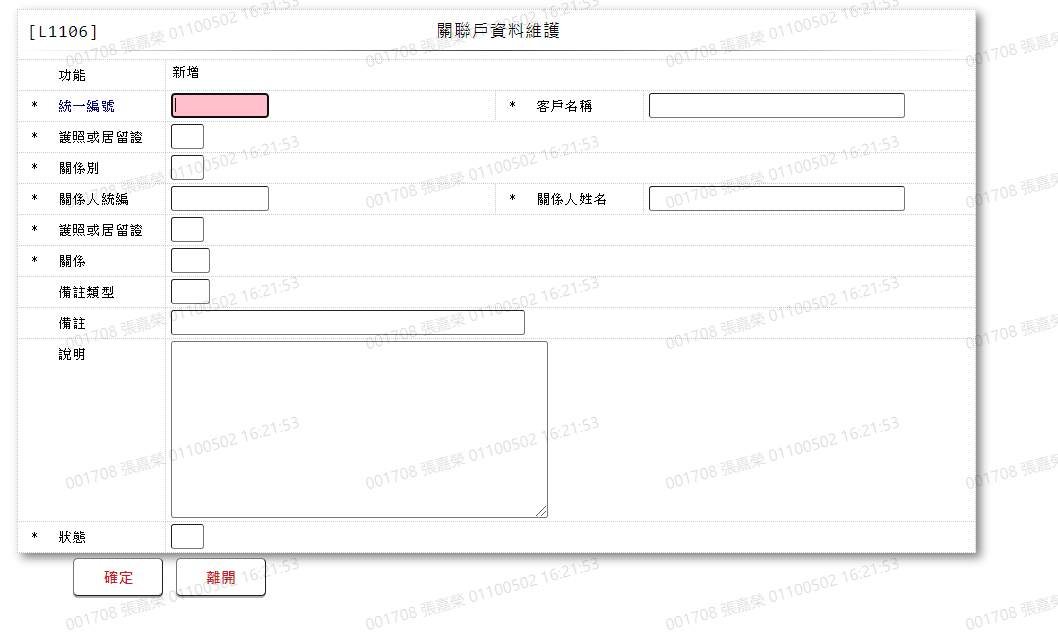 [L1106] 關聯戶資料維護
功能 新增
* 統一編號 * 客戶名稱
* 護照或居留證
* 關係別
* 關係人統編 * 關係人姓名
* 護照或居留證
* 關係
備註類型
備註
說明
* 狀態
確定 離開
001708 張嘉榮 01100502 16:21:53